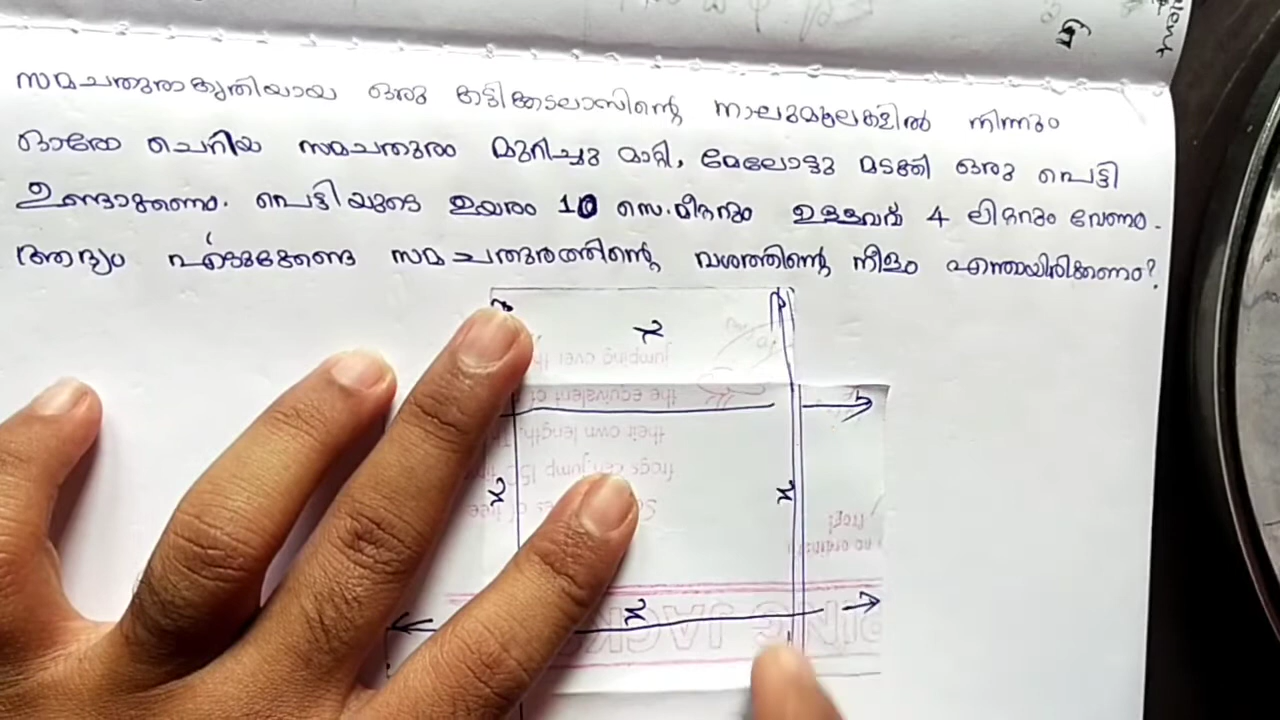 സമചതുരാകൃതിയായ ഒരു കട്ടിക്കടലാസിന്റെ നാലുമൂലകളിൽ നിന്നും
ഓരോ ചെറിയ സമചതുരം മുറിച്ചു മാറ്റി, മേലോട്ടു മടക്കി ഒരു പെട്ടി
ഉണ്ടാക്കണം. പെട്ടിയുടെ ഉയരം 10 സെ.മീറ്ററും ഉള്ളളവ് 4 ലിറ്ററും വേണം.
ആദ്യം എടുക്കേണ്ട സമചതുരത്തിന്റെ വശത്തിന്റെ നീളം എന്തായിരിക്കണം?
x
x x
x